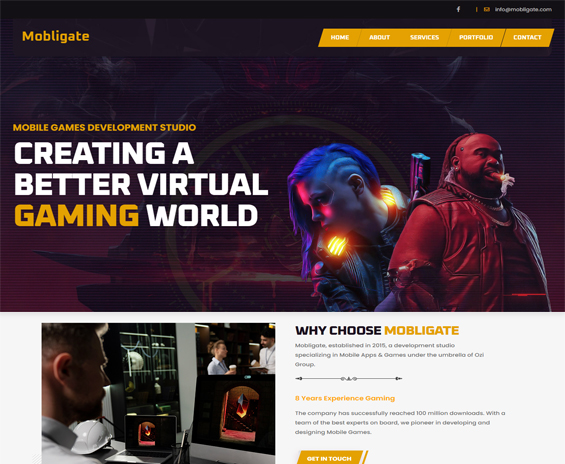 info@mobligate.com
Mobligate
HOME ABOUT SERVICES PORTFOLIO CONTACT
MOBILE GAMES DEVELOPMENT STUDIO
CREATING A
BETTER VIRTUAL
GAMING WORLD
WHY CHOOSE MOBLIGATE
Mobligate, established in 2015, a development studio
specializing in Mobile Apps & Games under the umbrella of Ozi
Group.
8 Years Experience Gaming
The company has successfully reached 100 million downloads. With a
team of the best experts on board, we pioneer in developing and
designing Mobile Games.
GET IN TOUCH